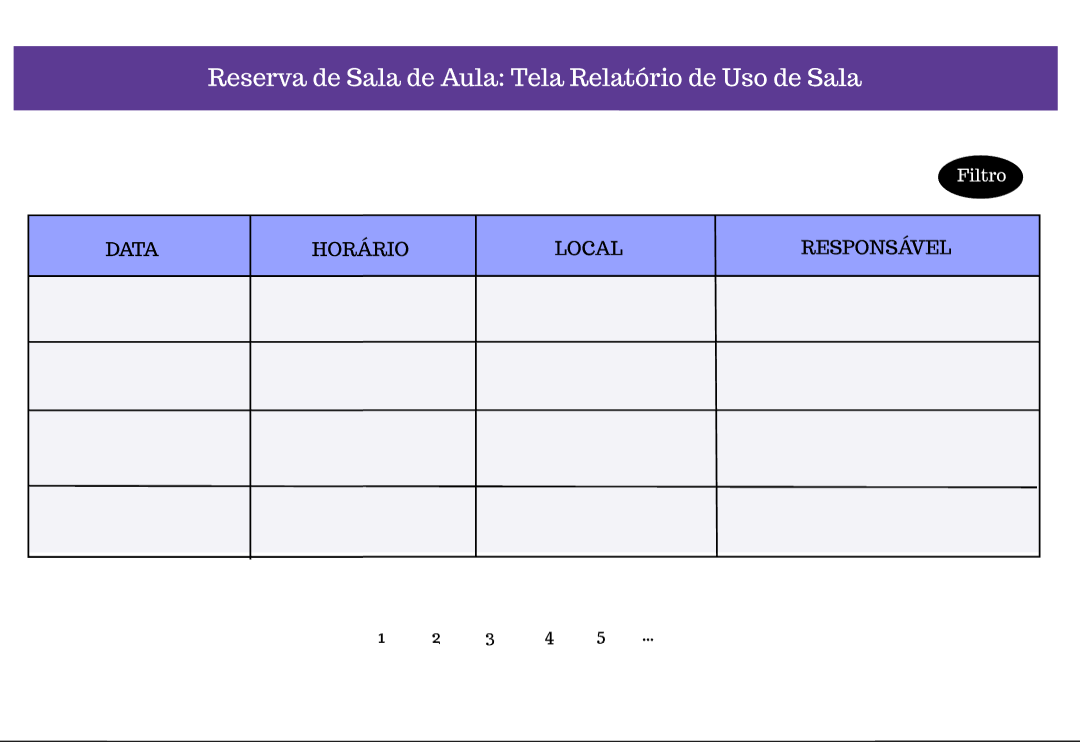 Reserva de Sala de Aula: Tela Relatório de Uso de Sala
Filtro
DATA HORÁRIO LOCAL RESPONSÁVEL
1 2 3 4 5 ...